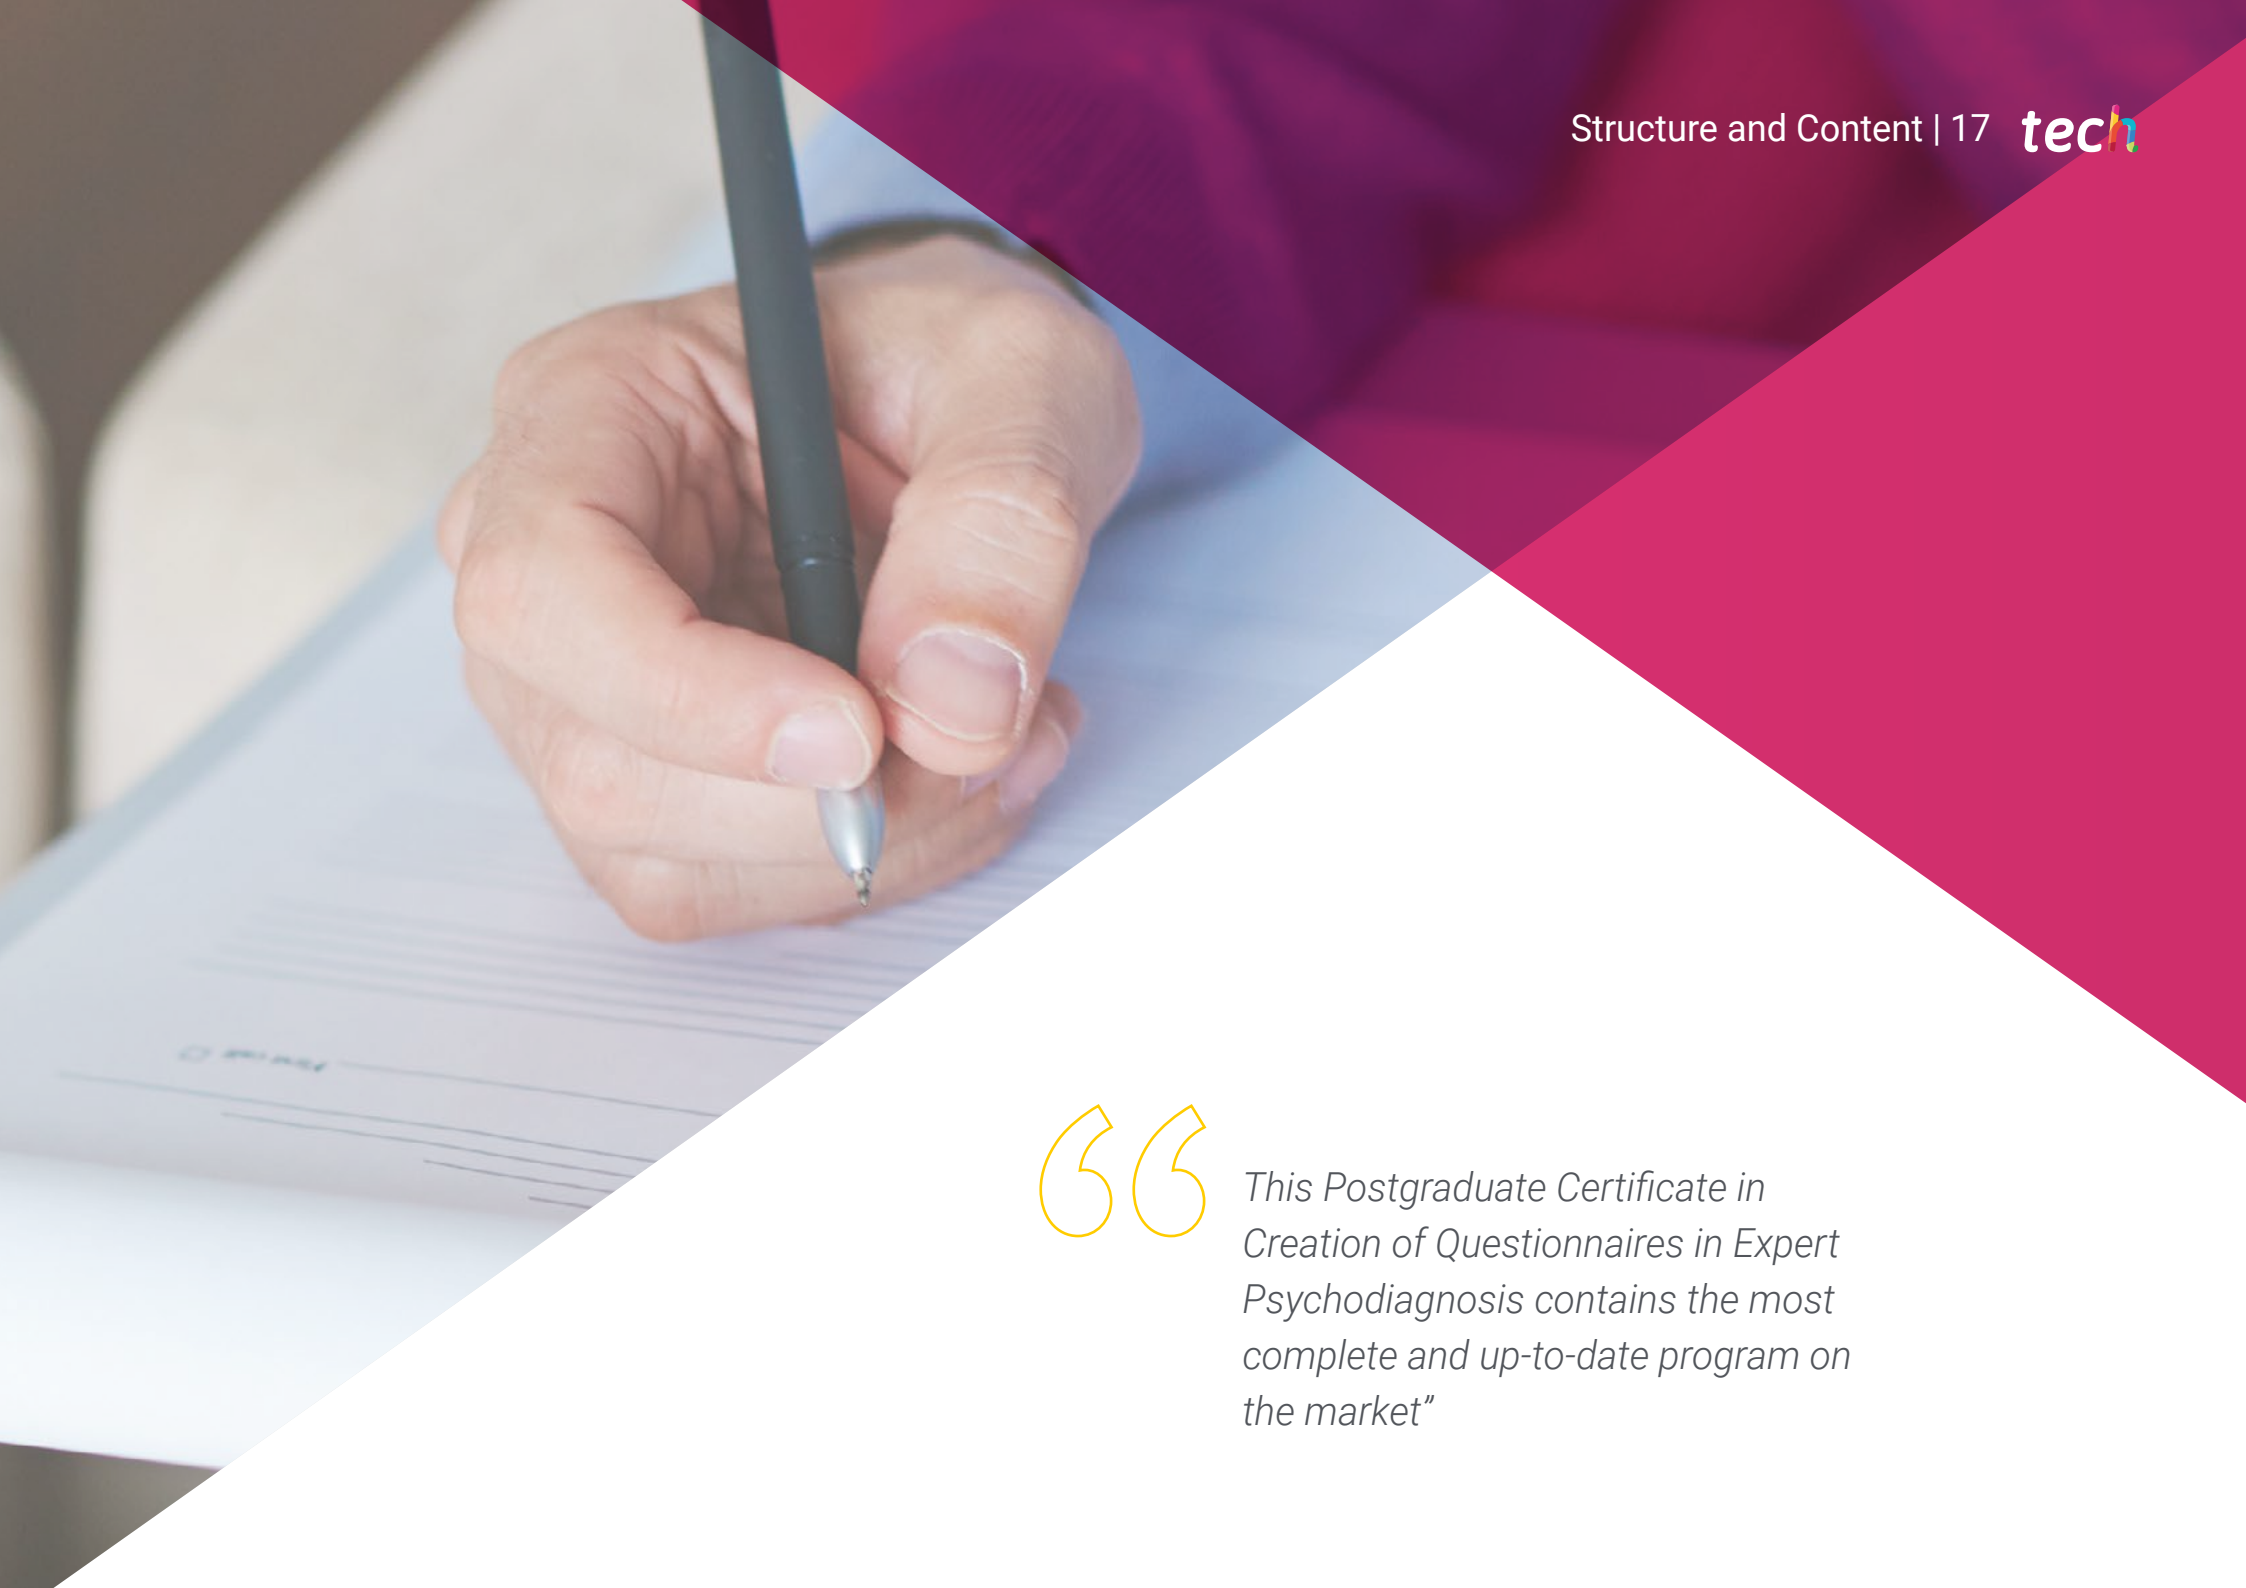 Structure and Content | 17 tech
This Postgraduate Certificate in
Creation of Questionnaires in Expert
Psychodiagnosis contains the most
complete and up-to-date program on
the market”